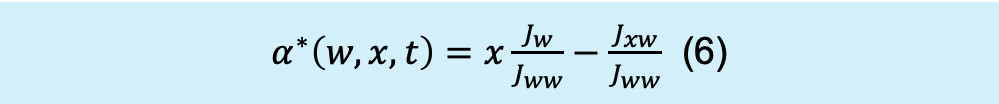 α*(w, x, t) = x J_w/J_ww − J_xw/J_ww (6)